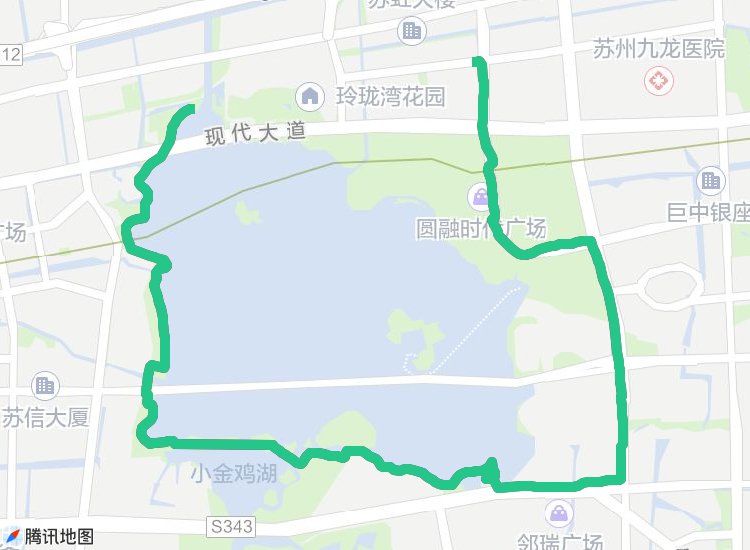 苏虹大楼
苏州九龙医院
12
玲珑湾花园
现代大道
巨中银座
广场
圆融时代广场
苏信大厦
小金鸡湖
S343
腾讯地图
邻瑞广场